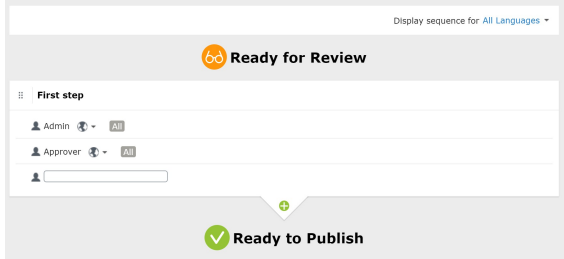 Display sequence for All Languages
Ready for Review
First step
Admin All
Approver All
Ready to Publish